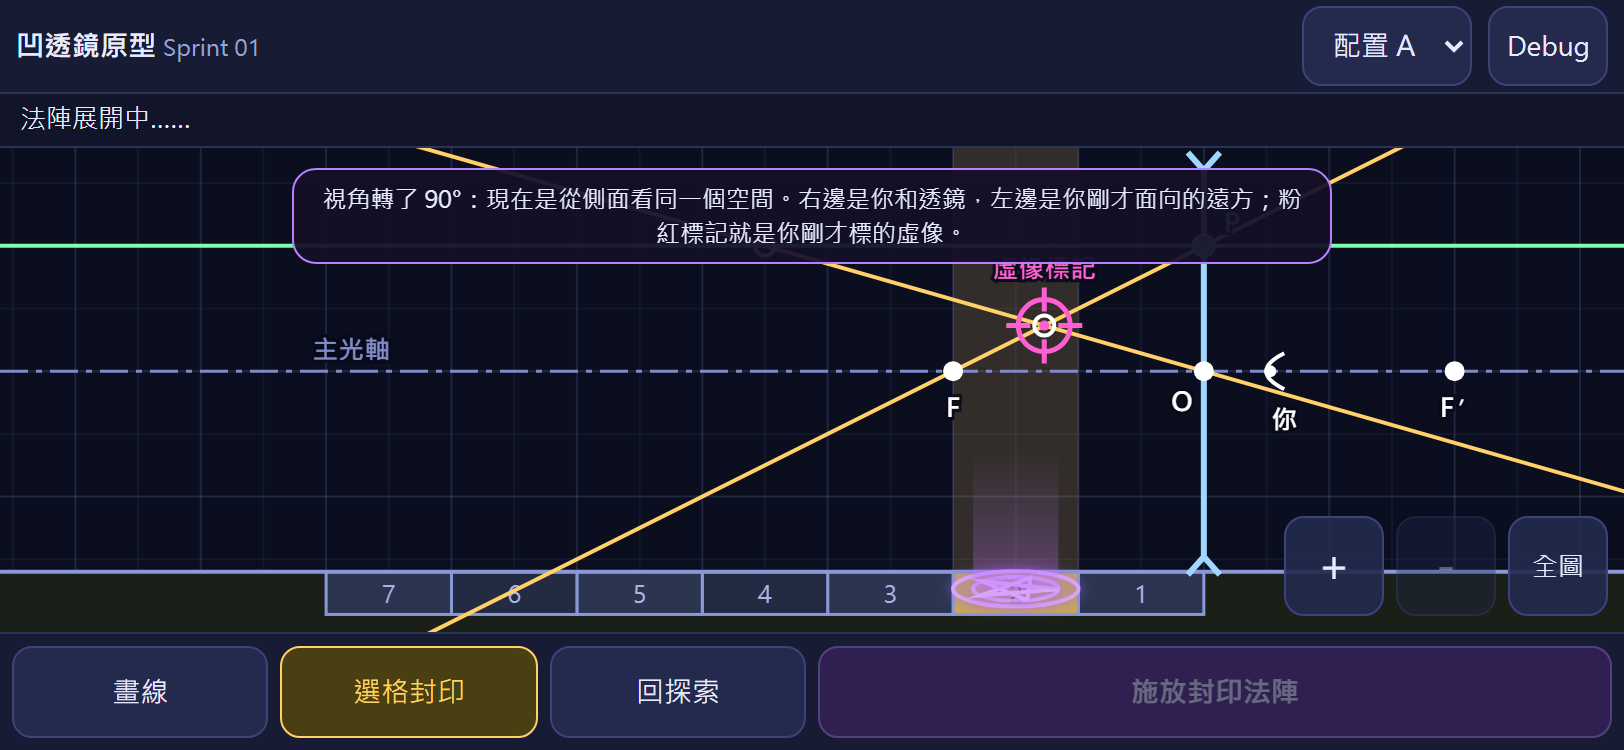 凹透鏡原型 Sprint 01
配置 A
Debug
法陣展開中......
視角轉了 90°：現在是從側面看同一個空間。右邊是你和透鏡，左邊是你剛才面向的遠方；粉
紅標記就是你剛才標的虛像。
P
虛像標記
主光軸
F
O
你
F′
+
-
全圖
7
6
5
4
3
1
畫線
選格封印
回探索
施放封印法陣